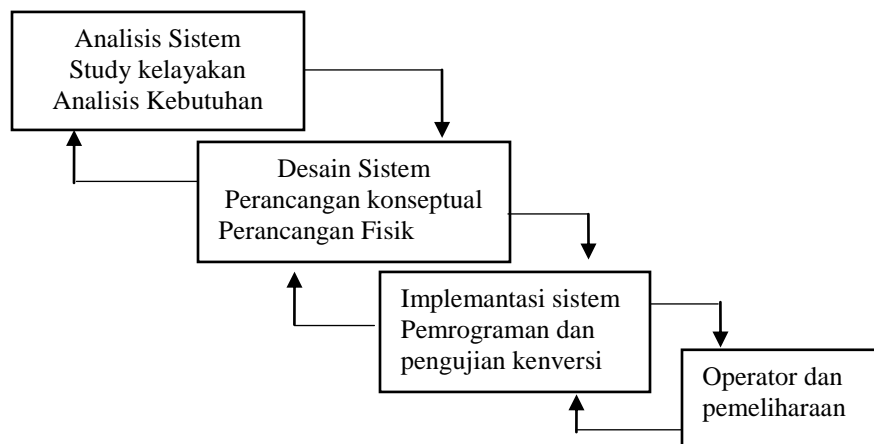 Analisis Sistem
Study kelayakan
Analisis Kebutuhan
Desain Sistem
Perancangan konseptual
Perancangan Fisik
Implemantasi sistem
Pemrograman dan
pengujian kenversi
Operator dan
pemeliharaan